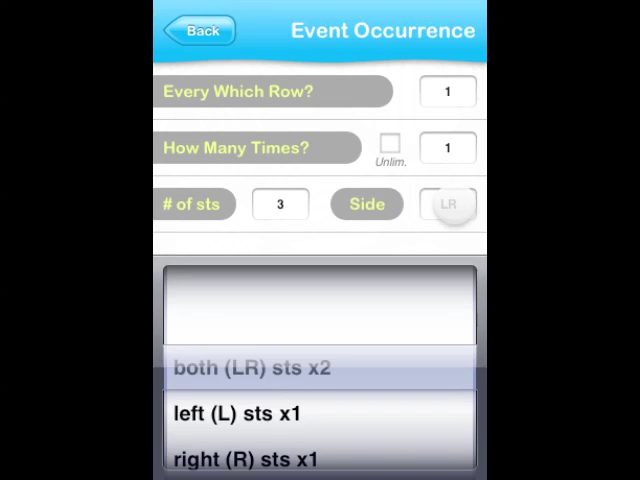 Back
Event Occurrence
Every Which Row?
1
How Many Times?
Unlim.
1
# of sts
3
Side
LR
both (LR) sts x2
left (L) sts x1
right (R) sts x1